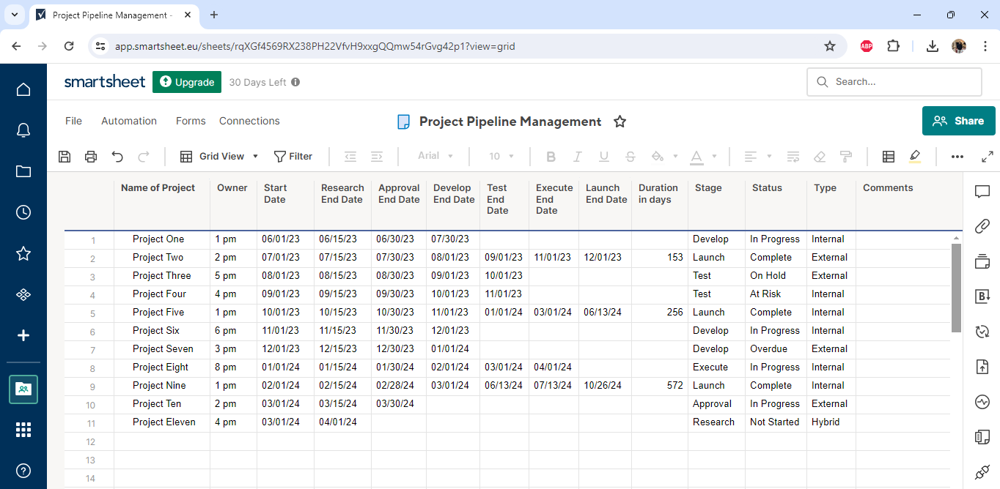 Project Pipeline Management -
app.smartsheet.eu/sheets/rqXGf4569RX238PH22VfvH9xxgQQmw54rGvg42p1?view=grid
ABP
smartsheet Upgrade 30 Days Left Search...
File Automation Forms Connections Project Pipeline Management Share
Grid View Filter Arial 10 B I U S A
Name of Project Owner Start Date Research End Date Approval End Date Develop End Date Test End Date Execute End Date Launch End Date Duration in days Stage Status Type Comments
1 Project One 1 pm 06/01/23 06/15/23 06/30/23 07/30/23 Develop In Progress Internal
2 Project Two 2 pm 07/01/23 07/15/23 07/30/23 08/01/23 09/01/23 11/01/23 12/01/23 153 Launch Complete External
3 Project Three 5 pm 08/01/23 08/15/23 08/30/23 09/01/23 10/01/23 Test On Hold External
4 Project Four 4 pm 09/01/23 09/15/23 09/30/23 10/01/23 11/01/23 Test At Risk Internal
5 Project Five 1 pm 10/01/23 10/15/23 10/30/23 11/01/23 01/01/24 03/01/24 06/13/24 256 Launch Complete Internal
6 Project Six 6 pm 11/01/23 11/15/23 11/30/23 12/01/23 Develop In Progress Internal
7 Project Seven 3 pm 12/01/23 12/15/23 12/30/23 01/01/24 Develop Overdue External
8 Project Eight 8 pm 01/01/24 01/15/24 01/30/24 02/01/24 03/01/24 04/01/24 Execute In Progress Internal
9 Project Nine 1 pm 02/01/24 02/15/24 02/28/24 03/01/24 06/13/24 07/13/24 10/26/24 572 Launch Complete Internal
10 Project Ten 2 pm 03/01/24 03/15/24 03/30/24 Approval In Progress External
11 Project Eleven 4 pm 03/01/24 04/01/24 Research Not Started Hybrid
12
13
14